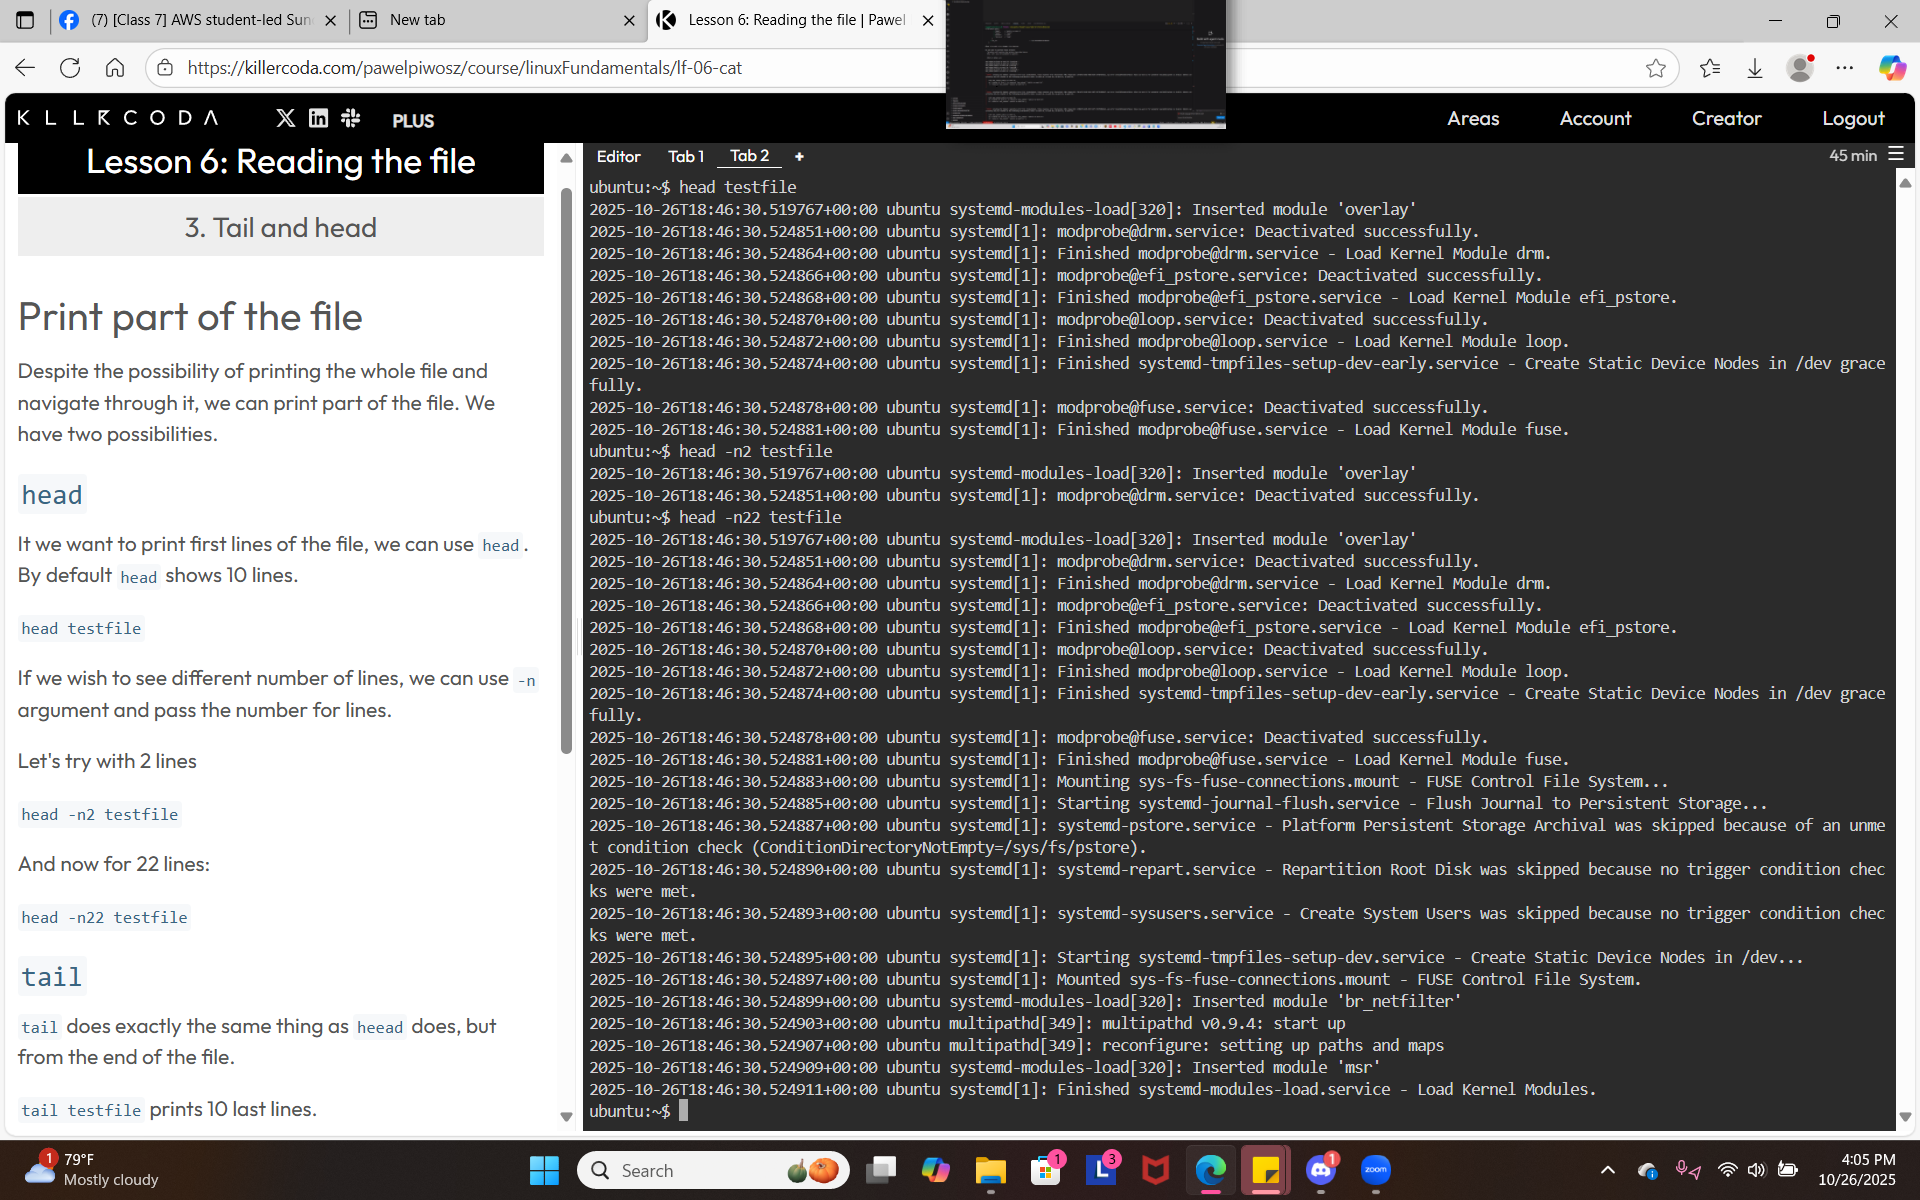 (7) [Class 7] AWS student-led Sun
New tab
Lesson 6: Reading the file | Pawel
https://killercoda.com/pawelpiwosz/course/linuxFundamentals/lf-06-cat
KILLERCODA
PLUS
Areas
Account
Creator
Logout
Lesson 6: Reading the file
3. Tail and head
Print part of the file
Despite the possibility of printing the whole file and
navigate through it, we can print part of the file. We
have two possibilities.
head
It we want to print first lines of the file, we can use head.
By default head shows 10 lines.
head testfile
If we wish to see different number of lines, we can use -n
argument and pass the number for lines.
Let's try with 2 lines
head -n2 testfile
And now for 22 lines:
head -n22 testfile
tail
tail does exactly the same thing as heead does, but
from the end of the file.
tail testfile prints 10 last lines.
Editor Tab 1 Tab 2 +
45 min
ubuntu:~$ head testfile
2025-10-26T18:46:30.519767+00:00 ubuntu systemd-modules-load[320]: Inserted module 'overlay'
2025-10-26T18:46:30.524851+00:00 ubuntu systemd[1]: modprobe@drm.service: Deactivated successfully.
2025-10-26T18:46:30.524864+00:00 ubuntu systemd[1]: Finished modprobe@drm.service - Load Kernel Module drm.
2025-10-26T18:46:30.524866+00:00 ubuntu systemd[1]: modprobe@efi_pstore.service: Deactivated successfully.
2025-10-26T18:46:30.524868+00:00 ubuntu systemd[1]: Finished modprobe@efi_pstore.service - Load Kernel Module efi_pstore.
2025-10-26T18:46:30.524870+00:00 ubuntu systemd[1]: modprobe@loop.service: Deactivated successfully.
2025-10-26T18:46:30.524872+00:00 ubuntu systemd[1]: Finished modprobe@loop.service - Load Kernel Module loop.
2025-10-26T18:46:30.524874+00:00 ubuntu systemd[1]: Finished systemd-tmpfiles-setup-dev-early.service - Create Static Device Nodes in /dev grace
fully.
2025-10-26T18:46:30.524878+00:00 ubuntu systemd[1]: modprobe@fuse.service: Deactivated successfully.
2025-10-26T18:46:30.524881+00:00 ubuntu systemd[1]: Finished modprobe@fuse.service - Load Kernel Module fuse.
ubuntu:~$ head -n2 testfile
2025-10-26T18:46:30.519767+00:00 ubuntu systemd-modules-load[320]: Inserted module 'overlay'
2025-10-26T18:46:30.524851+00:00 ubuntu systemd[1]: modprobe@drm.service: Deactivated successfully.
ubuntu:~$ head -n22 testfile
2025-10-26T18:46:30.519767+00:00 ubuntu systemd-modules-load[320]: Inserted module 'overlay'
2025-10-26T18:46:30.524851+00:00 ubuntu systemd[1]: modprobe@drm.service: Deactivated successfully.
2025-10-26T18:46:30.524864+00:00 ubuntu systemd[1]: Finished modprobe@drm.service - Load Kernel Module drm.
2025-10-26T18:46:30.524866+00:00 ubuntu systemd[1]: modprobe@efi_pstore.service: Deactivated successfully.
2025-10-26T18:46:30.524868+00:00 ubuntu systemd[1]: Finished modprobe@efi_pstore.service - Load Kernel Module efi_pstore.
2025-10-26T18:46:30.524870+00:00 ubuntu systemd[1]: modprobe@loop.service: Deactivated successfully.
2025-10-26T18:46:30.524872+00:00 ubuntu systemd[1]: Finished modprobe@loop.service - Load Kernel Module loop.
2025-10-26T18:46:30.524874+00:00 ubuntu systemd[1]: Finished systemd-tmpfiles-setup-dev-early.service - Create Static Device Nodes in /dev grace
fully.
2025-10-26T18:46:30.524878+00:00 ubuntu systemd[1]: modprobe@fuse.service: Deactivated successfully.
2025-10-26T18:46:30.524881+00:00 ubuntu systemd[1]: Finished modprobe@fuse.service - Load Kernel Module fuse.
2025-10-26T18:46:30.524883+00:00 ubuntu systemd[1]: Mounting sys-fs-fuse-connections.mount - FUSE Control File System...
2025-10-26T18:46:30.524885+00:00 ubuntu systemd[1]: Starting systemd-journal-flush.service - Flush Journal to Persistent Storage...
2025-10-26T18:46:30.524887+00:00 ubuntu systemd[1]: systemd-pstore.service - Platform Persistent Storage Archival was skipped because of an unme
t condition check (ConditionDirectoryNotEmpty=/sys/fs/pstore).
2025-10-26T18:46:30.524890+00:00 ubuntu systemd[1]: systemd-repart.service - Repartition Root Disk was skipped because no trigger condition chec
ks were met.
2025-10-26T18:46:30.524893+00:00 ubuntu systemd[1]: systemd-sysusers.service - Create System Users was skipped because no trigger condition chec
ks were met.
2025-10-26T18:46:30.524895+00:00 ubuntu systemd[1]: Starting systemd-tmpfiles-setup-dev.service - Create Static Device Nodes in /dev...
2025-10-26T18:46:30.524897+00:00 ubuntu systemd[1]: Mounted sys-fs-fuse-connections.mount - FUSE Control File System.
2025-10-26T18:46:30.524899+00:00 ubuntu systemd-modules-load[320]: Inserted module 'br_netfilter'
2025-10-26T18:46:30.524903+00:00 ubuntu multipathd[349]: multipathd v0.9.4: start up
2025-10-26T18:46:30.524907+00:00 ubuntu multipathd[349]: reconfigure: setting up paths and maps
2025-10-26T18:46:30.524909+00:00 ubuntu systemd-modules-load[320]: Inserted module 'msr'
2025-10-26T18:46:30.524911+00:00 ubuntu systemd[1]: Finished systemd-modules-load.service - Load Kernel Modules.
ubuntu:~$
1
79°F
Mostly cloudy
Search
1
L 3
1
zoom
4:05 PM
10/26/2025